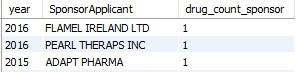 year SponsorApplicant drug_count_sponsor
2016 FLAMEL IRELAND LTD 1
2016 PEARL THERAPS INC 1
2015 ADAPT PHARMA 1